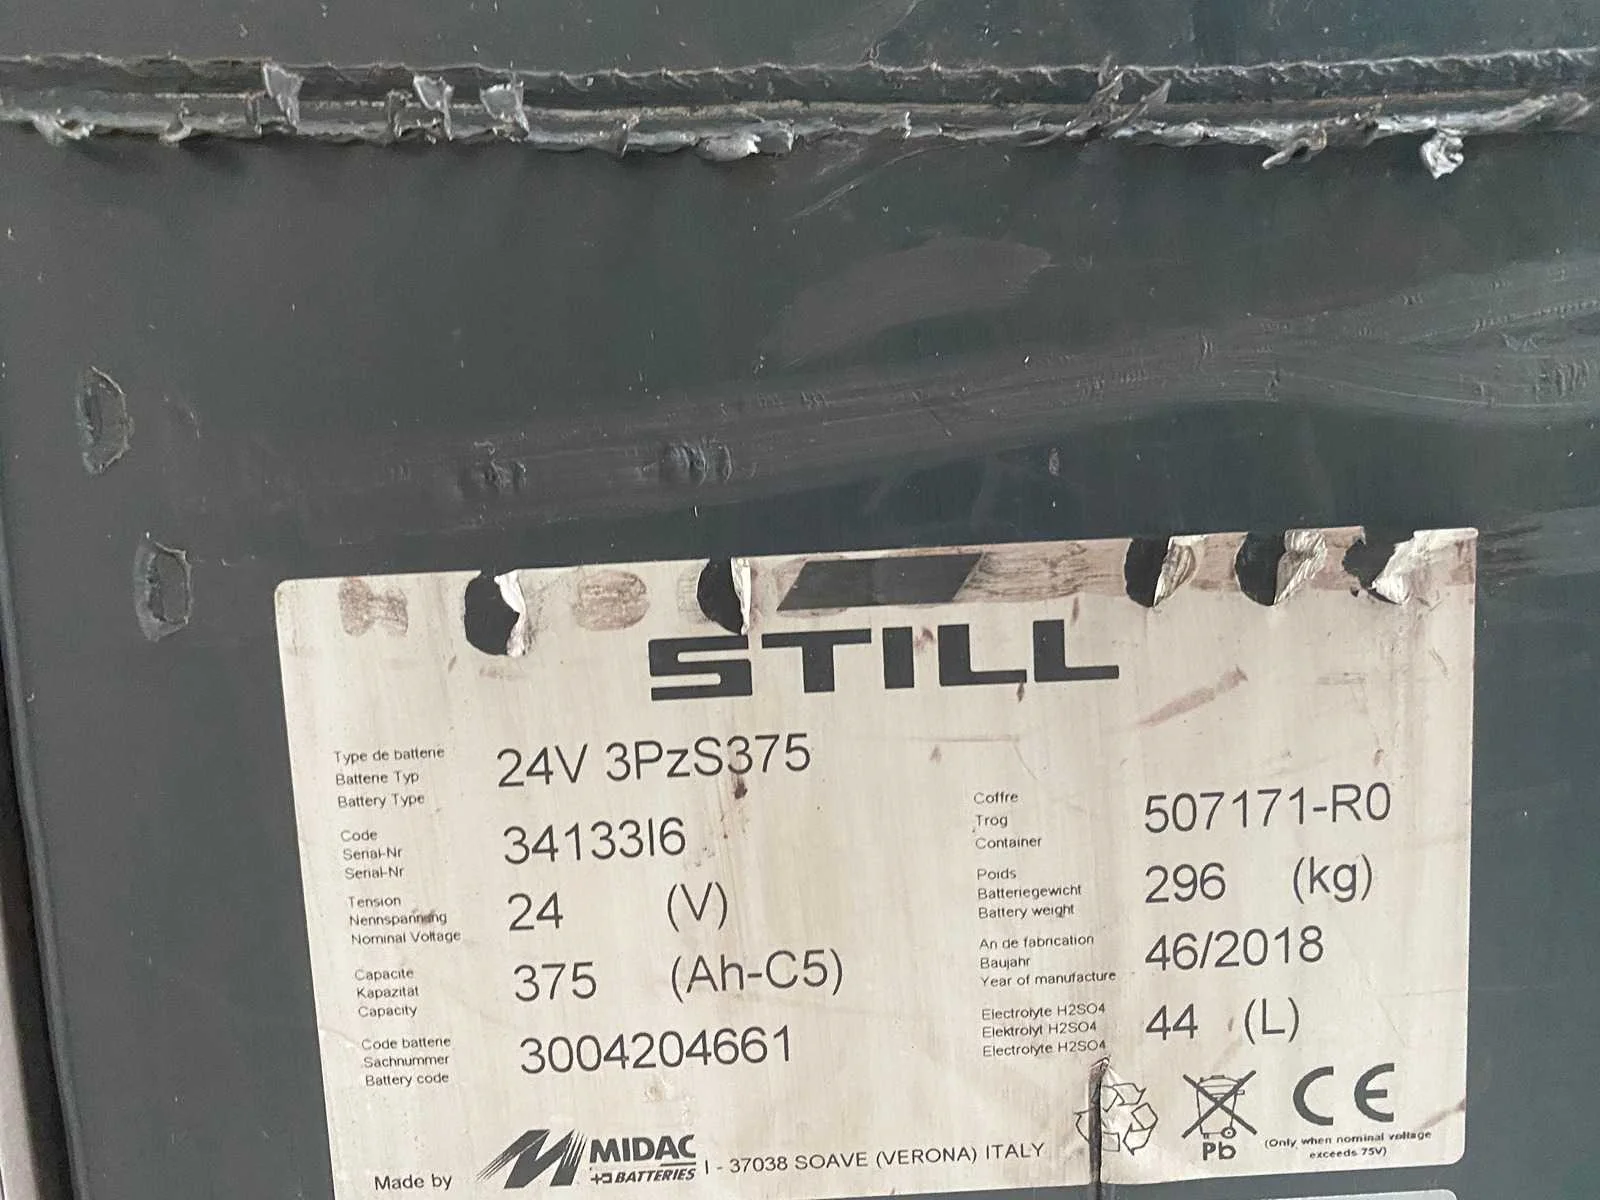 STILL
Type de batterie
Batterie Typ
Battery Type
24V 3PzS375
Code
Serial-Nr
Serial-Nr
34133I6
Tension
Nennspannung
Nominal Voltage
24 (V)
Capacite
Kapazitat
Capacity
375 (Ah-C5)
Code batterie
Sachnummer
Battery code
3004204661
Coffre
Trog
Container
507171-R0
Poids
Batteriegewicht
Battery weight
296 (kg)
An de fabrication
Baujahr
Year of manufacture
46/2018
Electrolyte H2SO4
Elektrolyt H2SO4
Electrolyte H2SO4
44 (L)
Pb
CE
(Only when nominal voltage
exceeds 75V)
Made by
MIDAC
BATTERIES
I - 37038 SOAVE (VERONA) ITALY